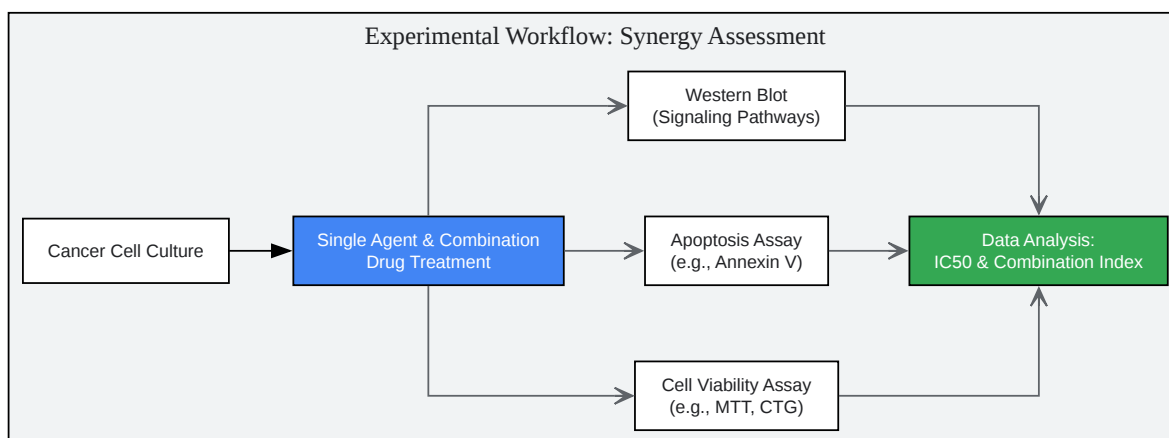 Experimental Workflow: Synergy Assessment
Western Blot
(Signaling Pathways)
Cancer Cell Culture
Single Agent & Combination
Drug Treatment
Apoptosis Assay
(e.g., Annexin V)
Data Analysis:
IC50 & Combination Index
Cell Viability Assay
(e.g., MTT, CTG)